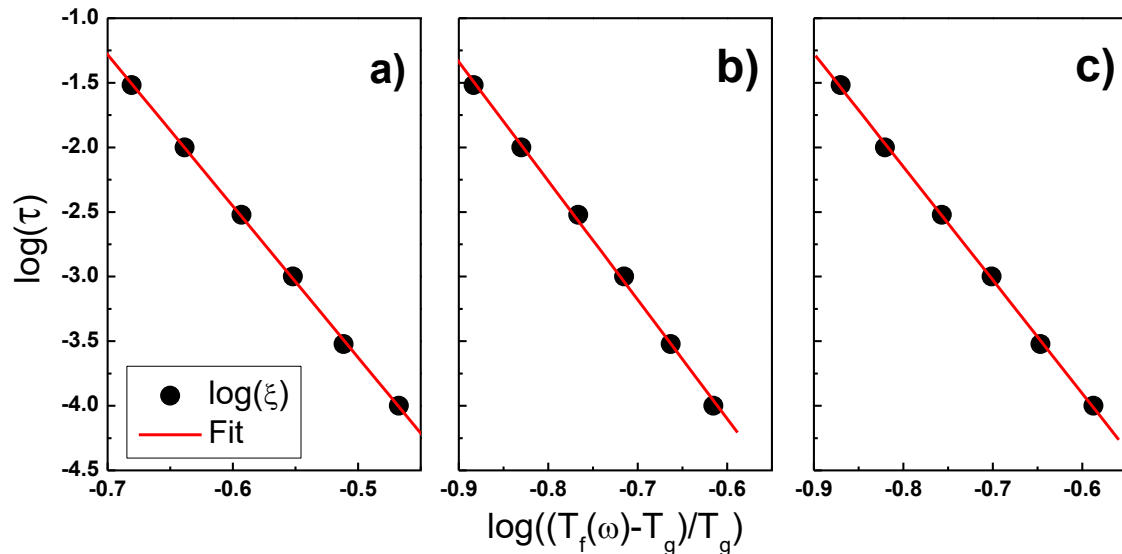 -1.0
-1.5
-2.0
-2.5
-3.0
-3.5
-4.0
-4.5
log(τ)
a)
b)
c)
log(ξ)
Fit
-0.7 -0.6 -0.5
-0.9 -0.8 -0.7 -0.6
-0.9 -0.8 -0.7 -0.6
log((T_f(ω)-T_g)/T_g)